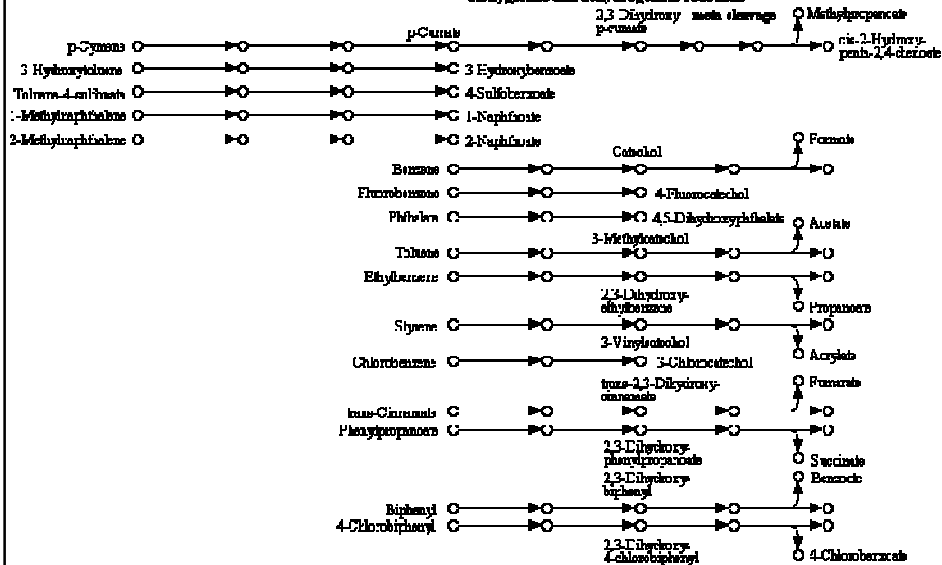 2,3-Dihydroxy-
p-cumate
meta cleavage
Methylpropanoate
p-Cumate
p-Cymene
cis-2-Hydroxy-
penta-2,4-dienoate
3-Hydroxytoluene
3-Hydroxybenzoate
Toluene-4-sulfonate
4-Sulfobenzoate
1-Methylnaphthalene
1-Naphthoate
2-Methylnaphthalene
2-Naphthoate
Formate
Catechol
Benzene
Fluorobenzene
4-Fluorocatechol
Phthalate
4,5-Dihydroxyphthalate
Acetate
3-Methylcatechol
Toluene
Ethylbenzene
2,3-Dihydroxy-
ethylbenzene
Propanoate
Styrene
3-Vinylcatechol
Acrylate
Chlorobenzene
3-Chlorocatechol
trans-2,3-Dihydroxy-
cinnamate
Fumarate
trans-Cinnamate
Phenylpropanoate
2,3-Dihydroxy-
phenylpropanoate
Succinate
2,3-Dihydroxy-
biphenyl
Benzoate
Biphenyl
4-Chlorobiphenyl
2,3-Dihydroxy-
4-chlorobiphenyl
4-Chlorobenzoate